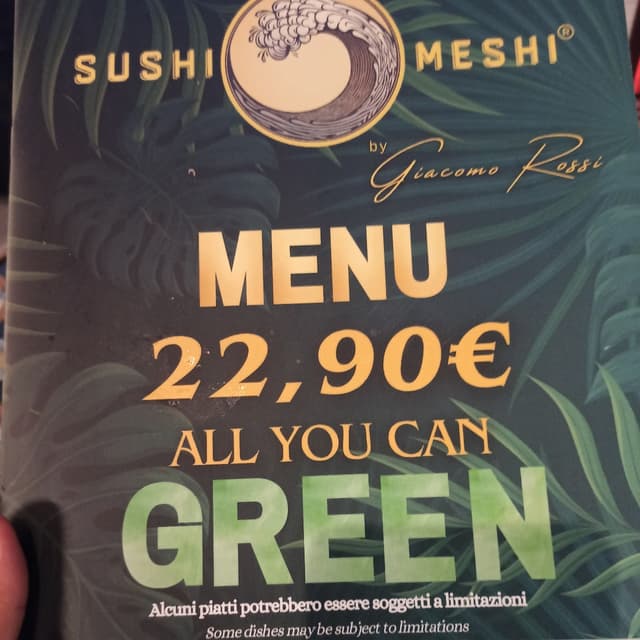 SUSHI MESHI®
by Giacomo Rossi
MENU
22,90€
ALL YOU CAN
GREEN
Alcuni piatti potrebbero essere soggetti a limitazioni
Some dishes may be subject to limitations